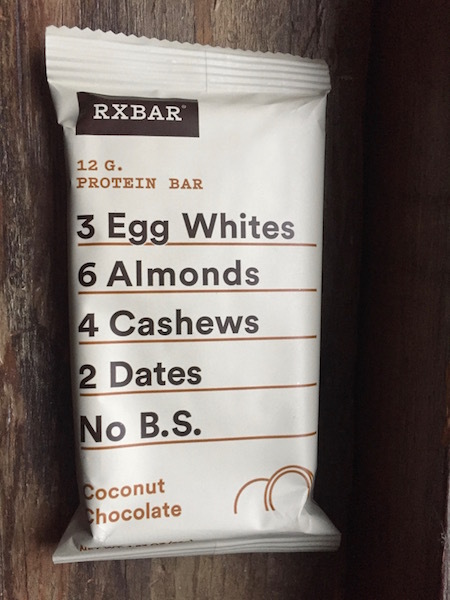 RXBAR®
12 G.
PROTEIN BAR
3 Egg Whites
6 Almonds
4 Cashews
2 Dates
No B.S.
Coconut
Chocolate